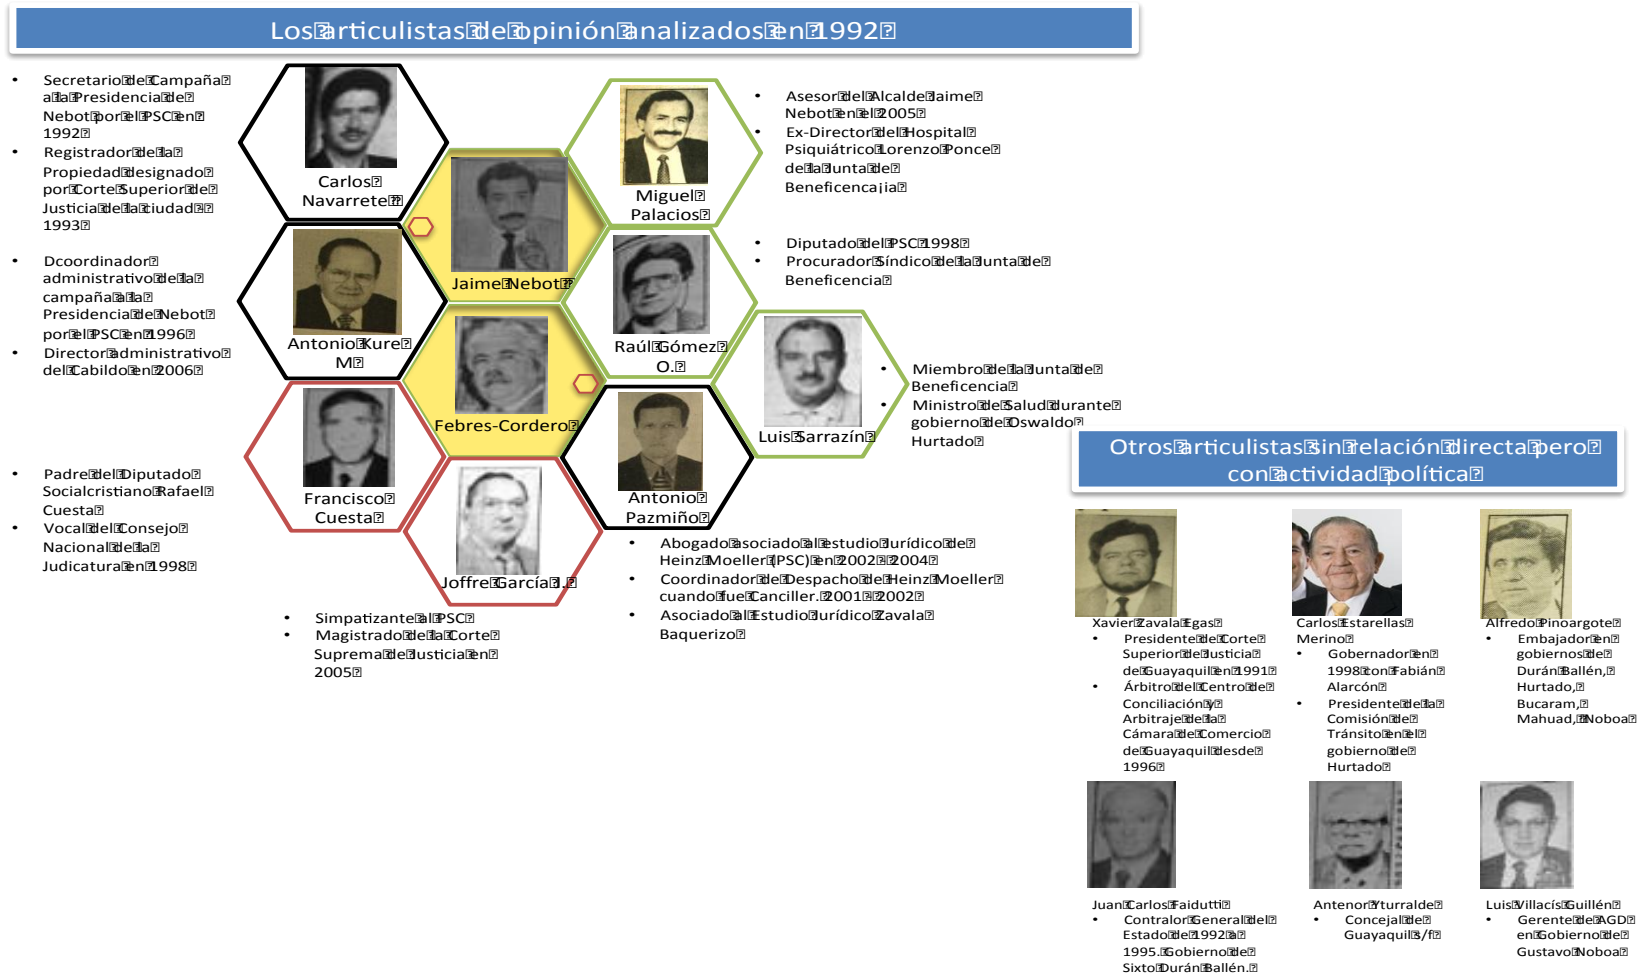 Los articulistas de opinión analizados en 1992
• Secretario de Campaña
a la Presidencia de
Nebot por el PSC en
1992
• Registrador de la
Propiedad designado
por Corte Superior de
Justicia de la ciudad -
1993
• Dcoordinador
administrativo de la
campaña a la
Presidencia de Nebot
por el PSC en 1996
• Director administrativo
del Cabildo en 2006
• Padre del Diputado
Socialcristiano Rafael
Cuesta
• Vocal del Consejo
Nacional de la
Judicatura en 1998
Carlos
Navarrete
Antonio Kure
M
Francisco
Cuesta
Jaime Nebot
Febres-Cordero
Joffre García J.
• Simpatizante al PSC
• Magistrado de la Corte
Suprema de Justicia en
2005
Miguel
Palacios
Raúl Gómez
O.
Antonio
Pazmiño
Luis Sarrazín
• Asesor del Alcalde Jaime
Nebot en el 2005
• Ex-Director del Hospital
Psiquiátrico Lorenzo Ponce
de la Junta de
Beneficenca¡ia
• Diputado del PSC 1998
• Procurador Síndico de la Junta de
Beneficencia
• Miembro de la Junta de
Beneficencia
• Ministro de Salud durante
gobierno de Oswaldo
Hurtado
• Abogado asociado al estudio Jurídico de
Heinz Moeller (PSC) en 2002 - 2004
• Coordinador de Despacho de Heinz Moeller
cuando fue Canciller. 2001 - 2002
• Asociado al Estudio Jurídico Zavala
Baquerizo
Otros articulistas sin relación directa pero
con actividad política
Xavier Zavala Egas
• Presidente de Corte
Superior de Justicia
de Guayaquil en 1991
• Árbitro del Centro de
Conciliación y
Arbitraje de la
Cámara de Comercio
de Guayaquil desde
1996
Carlos Estarellas
Merino
• Gobernador en
1998 con Fabián
Alarcón
• Presidente de la
Comisión de
Tránsito en el
gobierno de
Hurtado
Alfredo Pinoargote
• Embajador en
gobiernos de
Durán Ballén,
Hurtado,
Bucaram,
Mahuad, Noboa
Juan Carlos Faidutti
• Contralor General del
Estado de 1992 a
1995. Gobierno de
Sixto Durán Ballén.
Antenor Yturralde
• Concejal de
Guayaquil s/f
Luis Villacís Guillén
• Gerente de AGD
en Gobierno de
Gustavo Noboa